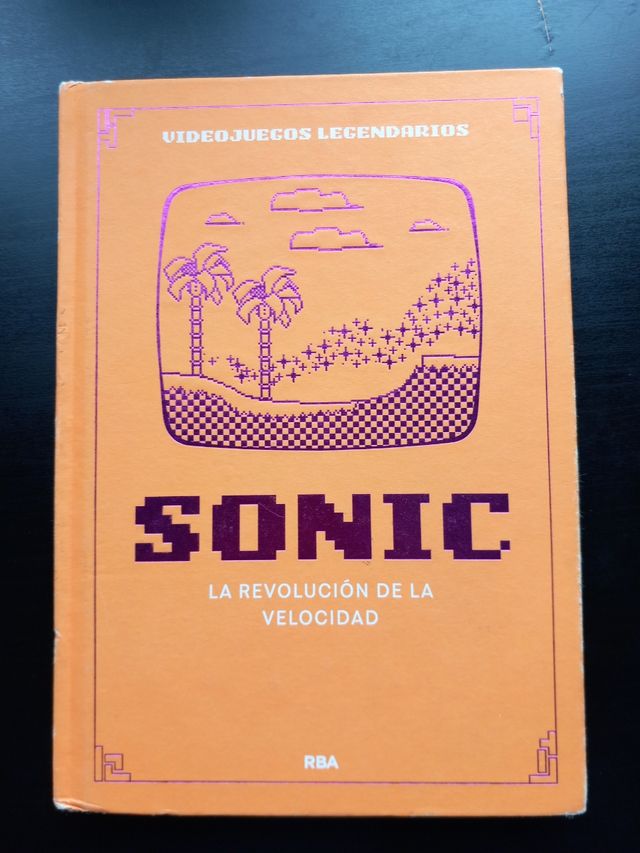 VIDEOJUEGOS LEGENDARIOS
SONIC
LA REVOLUCIÓN DE LA
VELOCIDAD
RBA